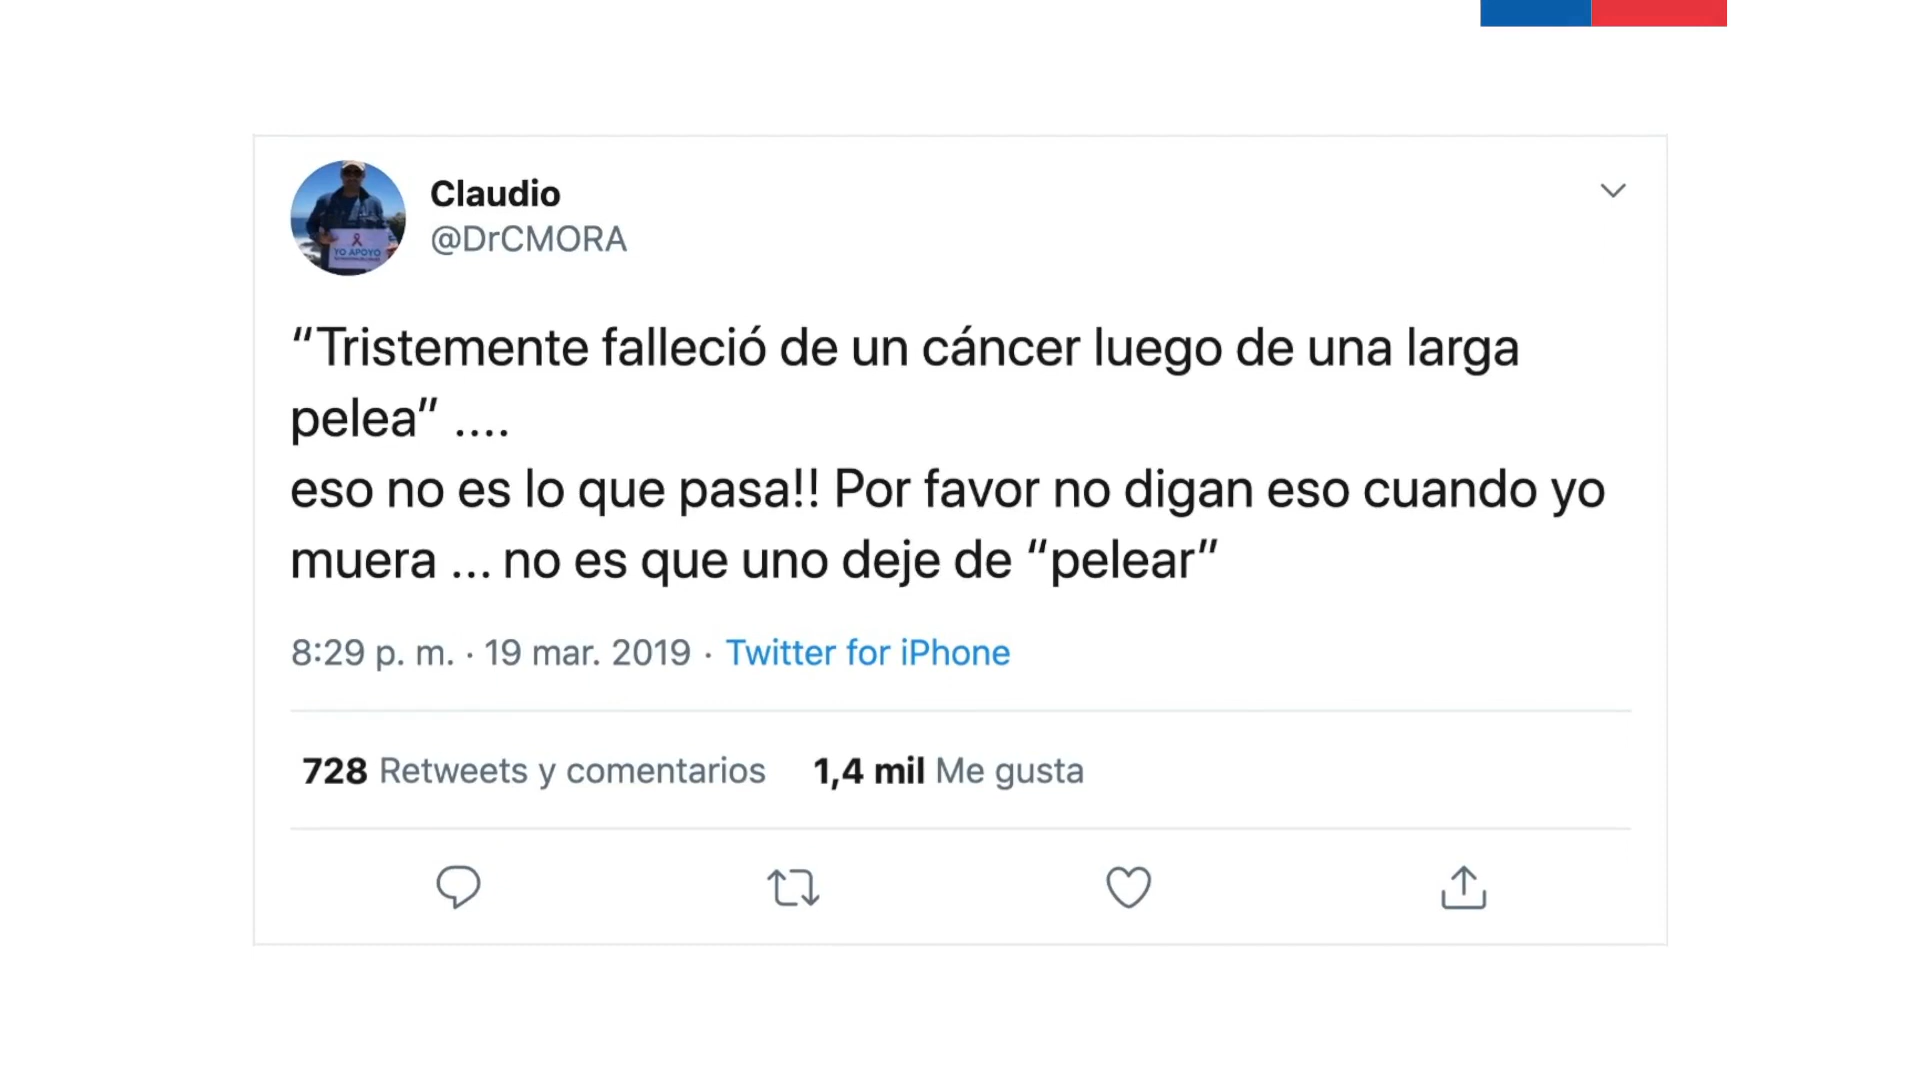 Claudio
@DrCMORA
YO APOYO
“Tristemente falleció de un cáncer luego de una larga
pelea” ....
eso no es lo que pasa!! Por favor no digan eso cuando yo
muera ... no es que uno deje de “pelear”
8:29 p. m. · 19 mar. 2019 · Twitter for iPhone
728 Retweets y comentarios 1,4 mil Me gusta